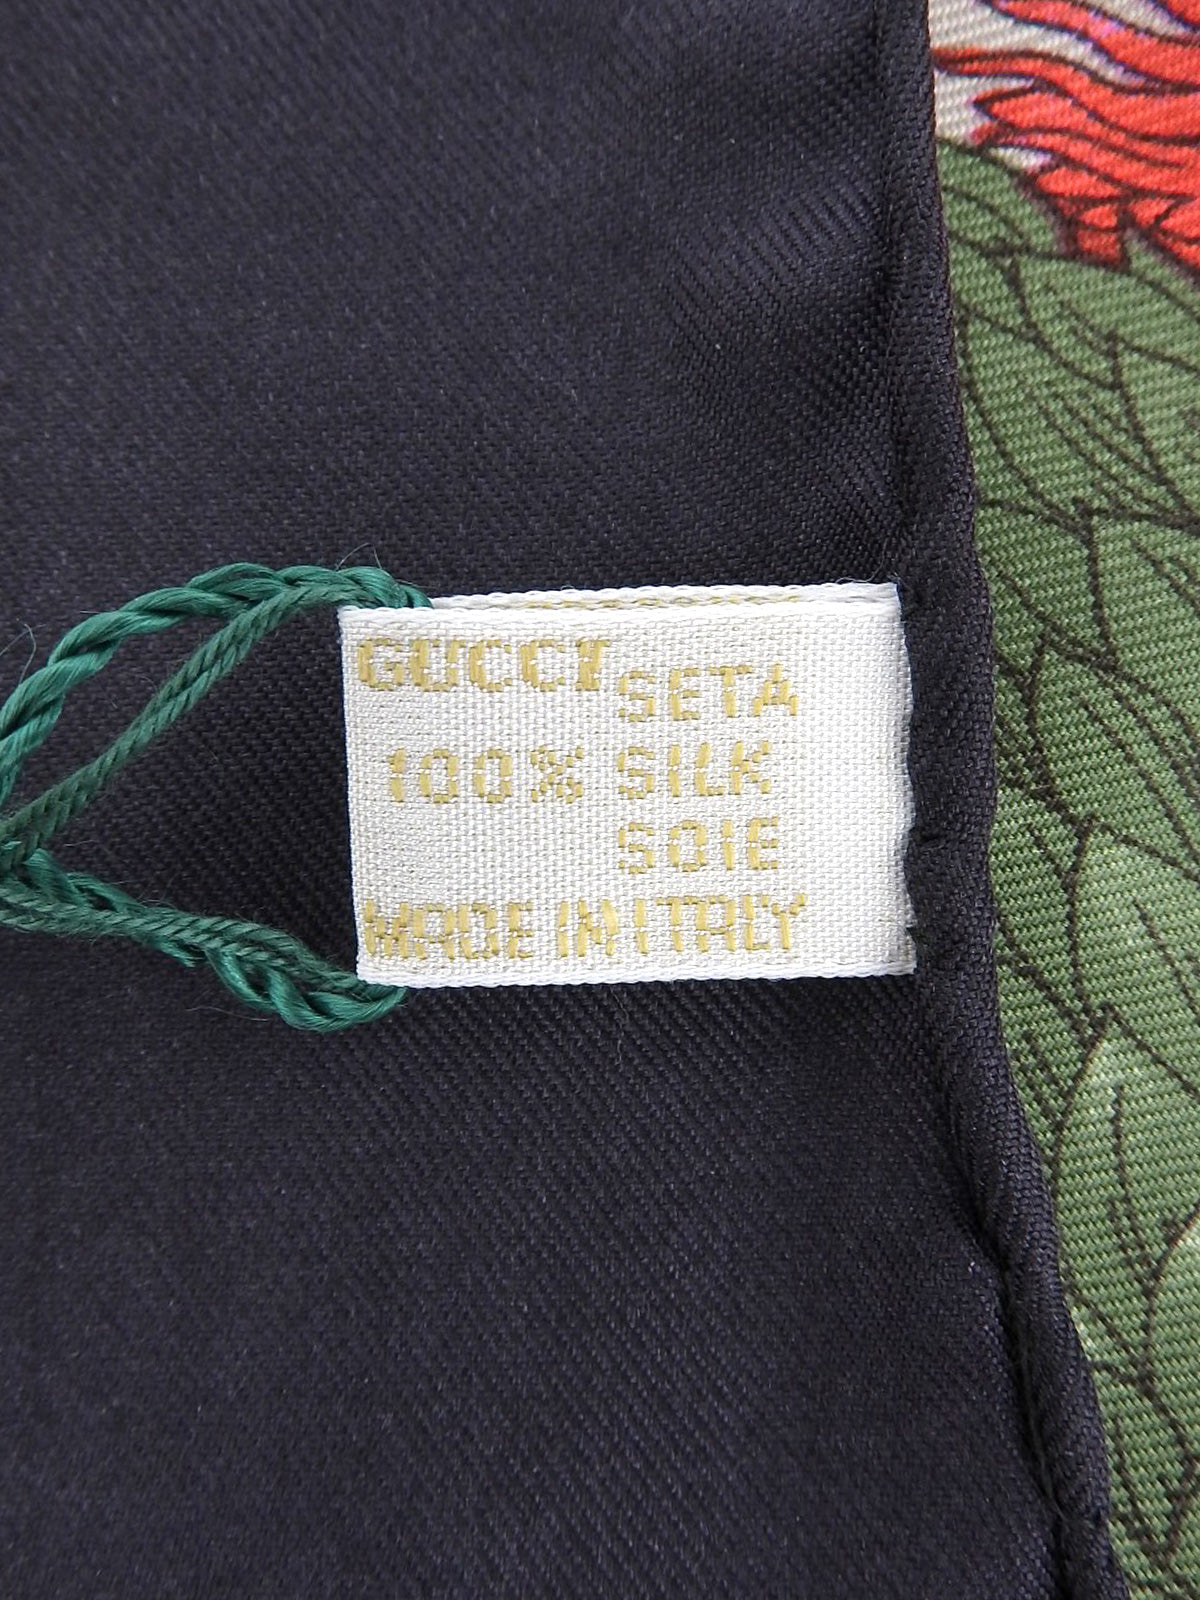 GUCCI SETA
100% SILK
SOIE
MADE IN ITALY